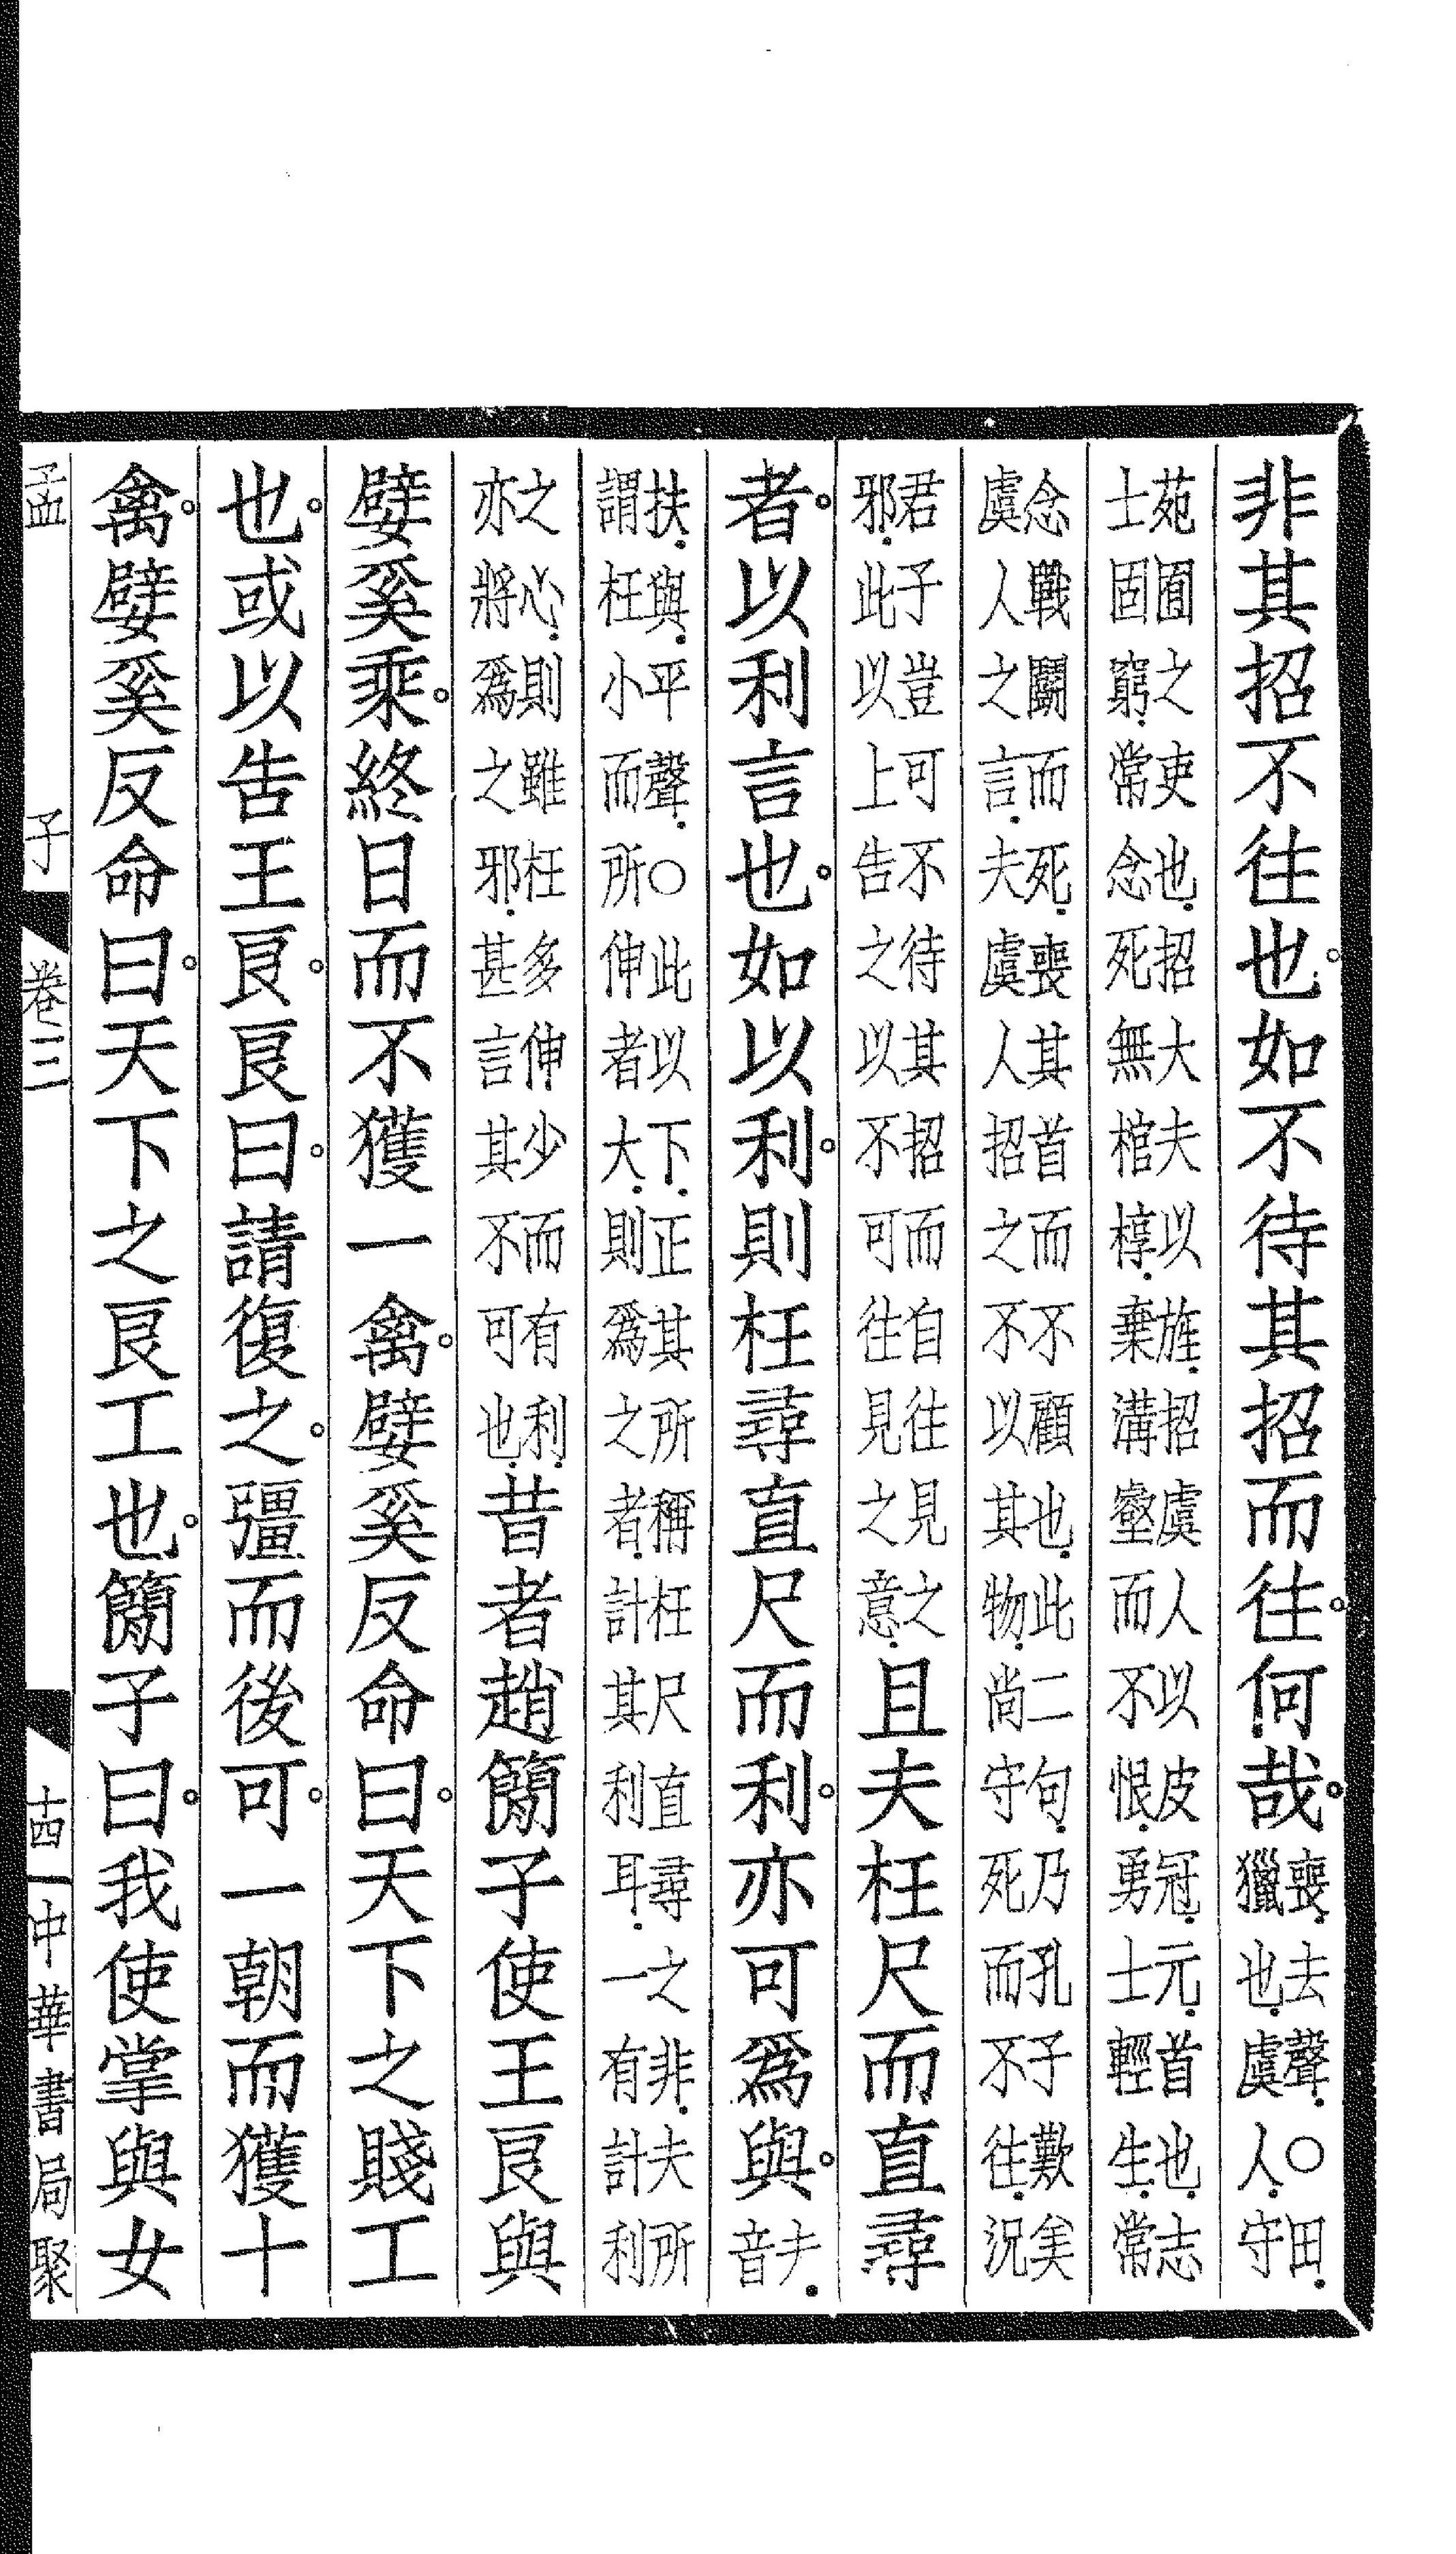 非其招不往也。如不待其招而往。何哉。
喪.去聲.○田.
獵也.虞人.守
苑囿之吏也.招大夫以旌.招虞人以皮冠.元.首也.志
士固窮.常念死無棺椁.棄溝壑而不恨.勇士輕生.常
念戰鬭而死.喪其首而不顧也.此二句.乃孔子歎美
虞人之言.夫虞人招之不以其物.尚守死而不往.況
君子豈可不待其招而自往見之
邪.此以上告之以不可往見之意.
且夫枉尺而直尋
者。以利言也。如以利。則枉尋直尺而利。亦可爲與。
夫.
音
扶.與.平聲.○此以下.正其所稱枉尺直尋之非.夫所
謂枉小而所伸者大.則爲之者.計其利耳.一有計利
之心.則雖枉多伸少而有利.
亦將爲之邪.甚言其不可也.
昔者趙簡子使王良與
嬖奚乘。終日而不獲一禽。嬖奚反命曰。天下之賤工
也。或以告王良。良曰。請復之。彊而後可。一朝而獲十
禽。嬖奚反命曰。天下之良工也。簡子曰。我使掌與女
孟子 卷三 十四 中華書局聚